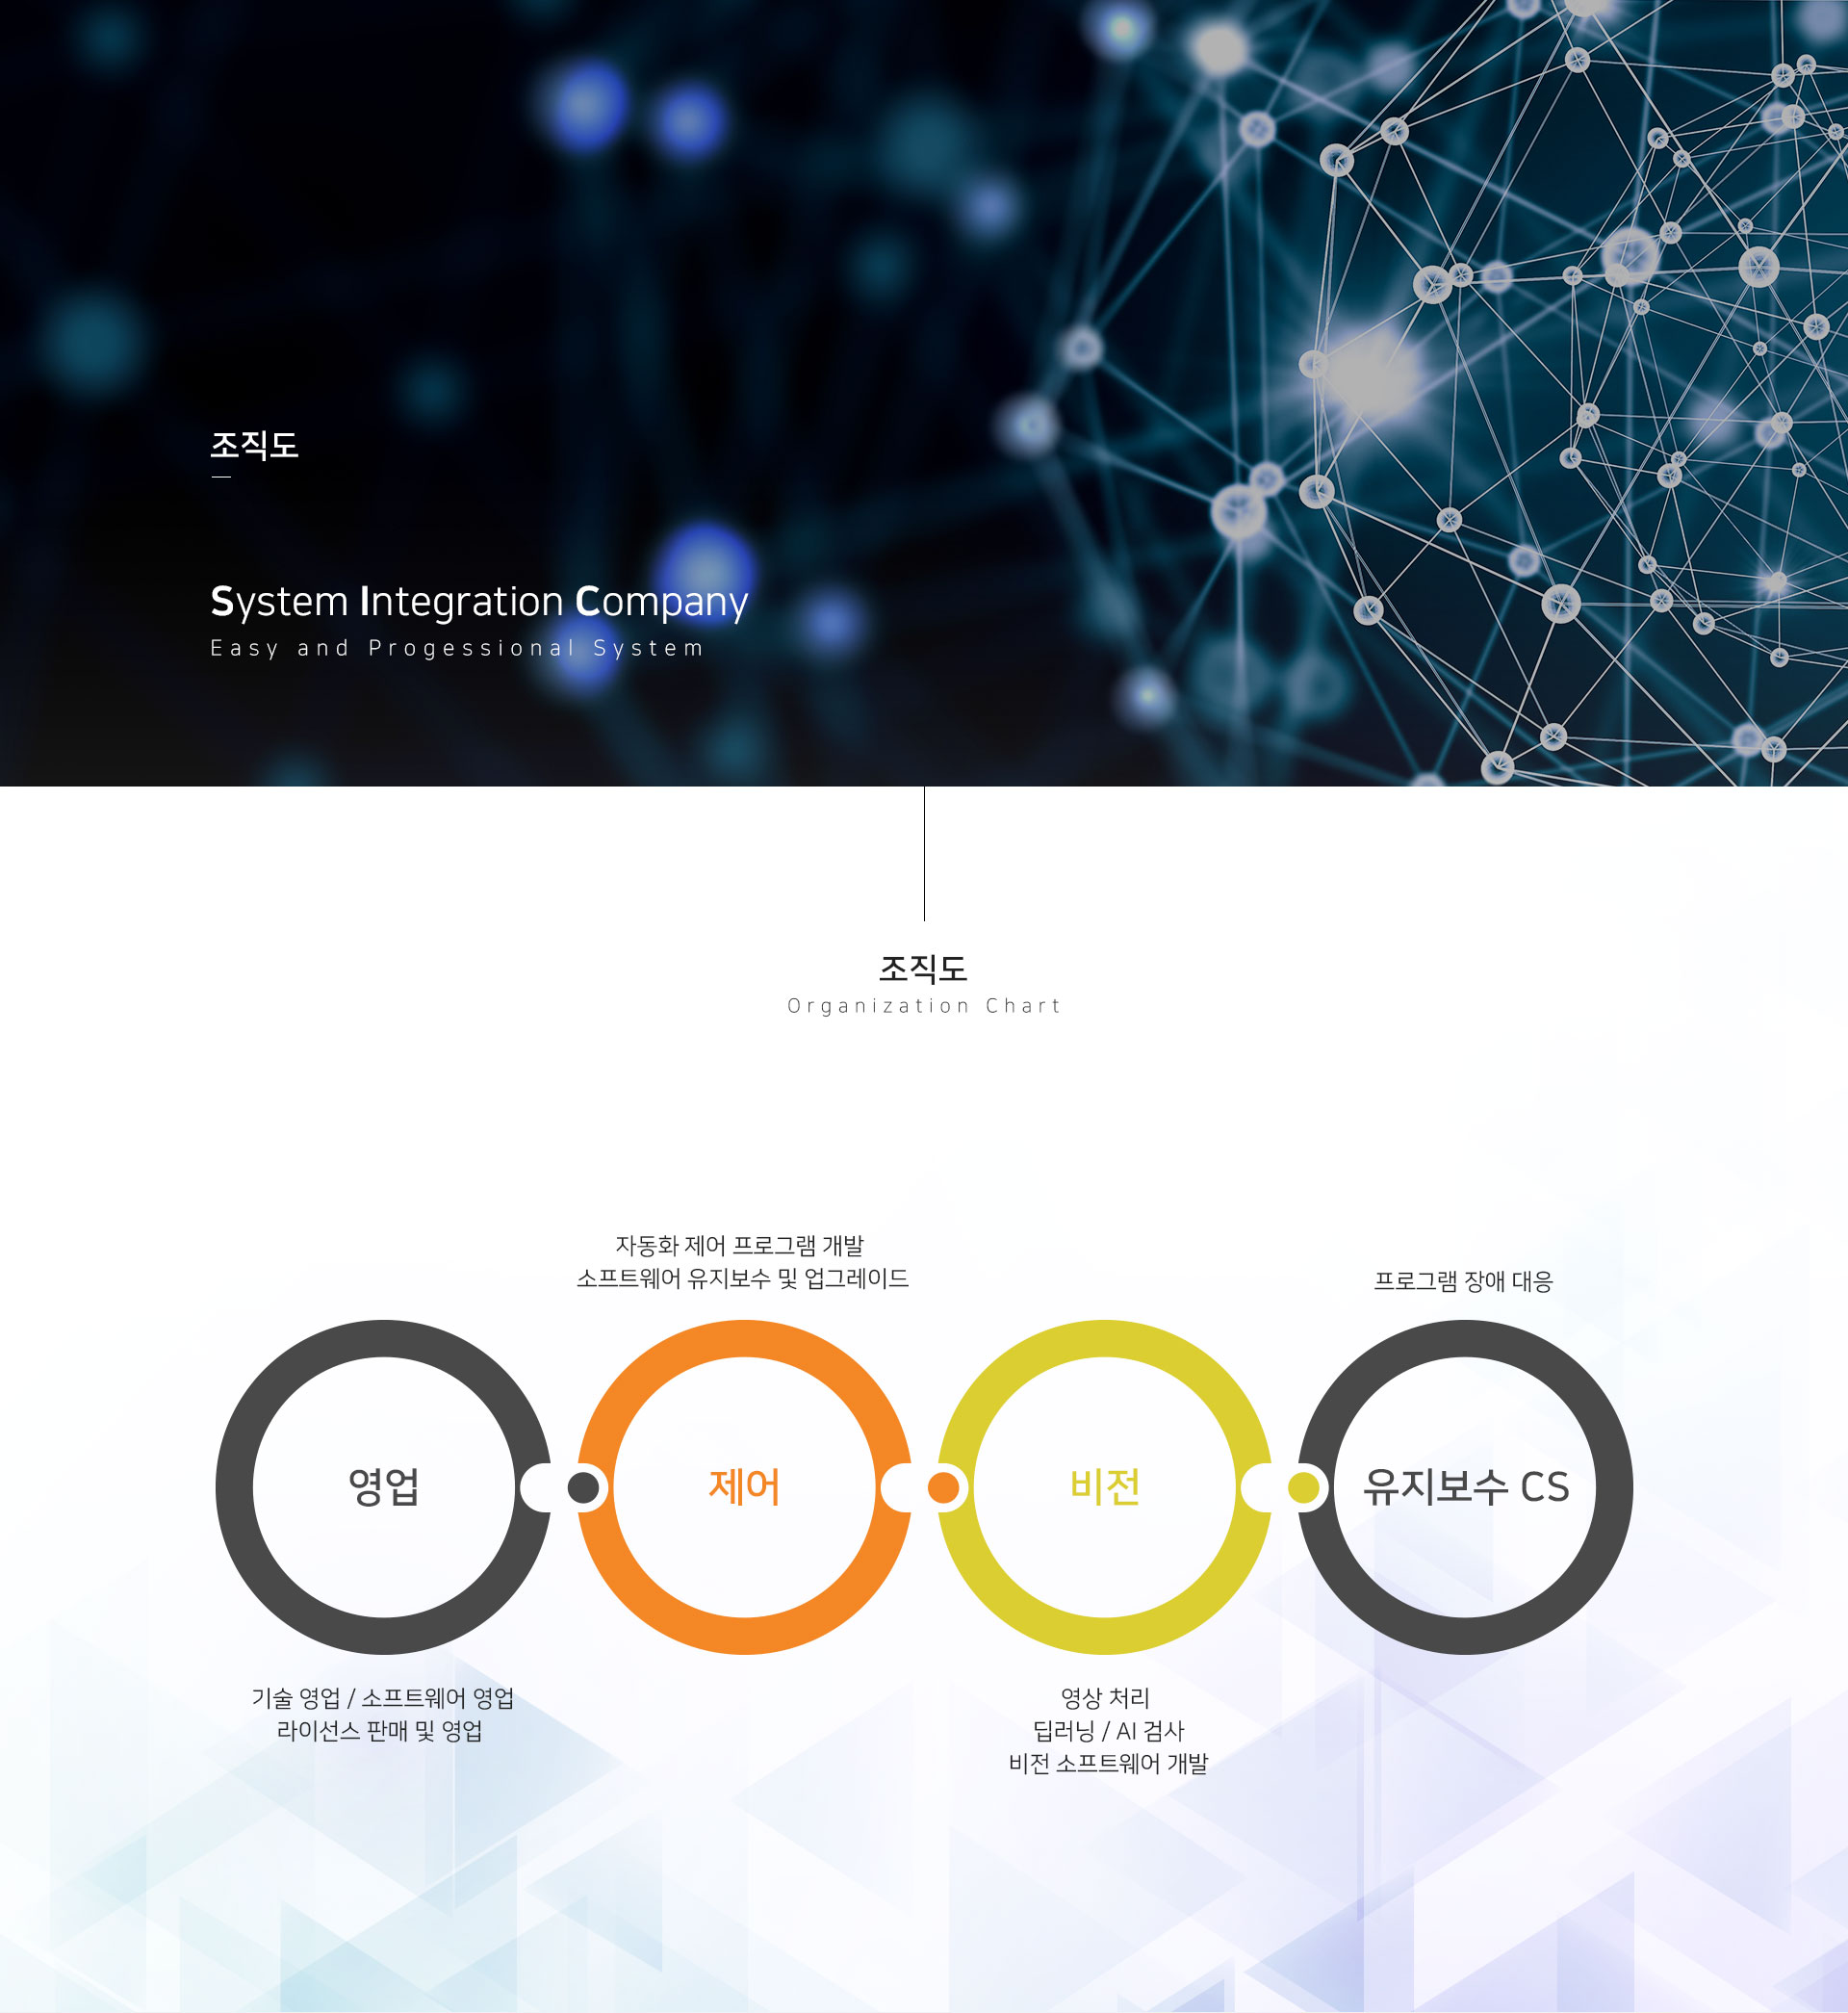 조직도
System Integration Company
Easy and Progessional System
조직도
Organization Chart
자동화 제어 프로그램 개발
소프트웨어 유지보수 및 업그레이드
프로그램 장애 대응
영업
제어
비전
유지보수 CS
기술 영업 / 소프트웨어 영업
라이선스 판매 및 영업
영상 처리
딥러닝 / AI 검사
비전 소프트웨어 개발